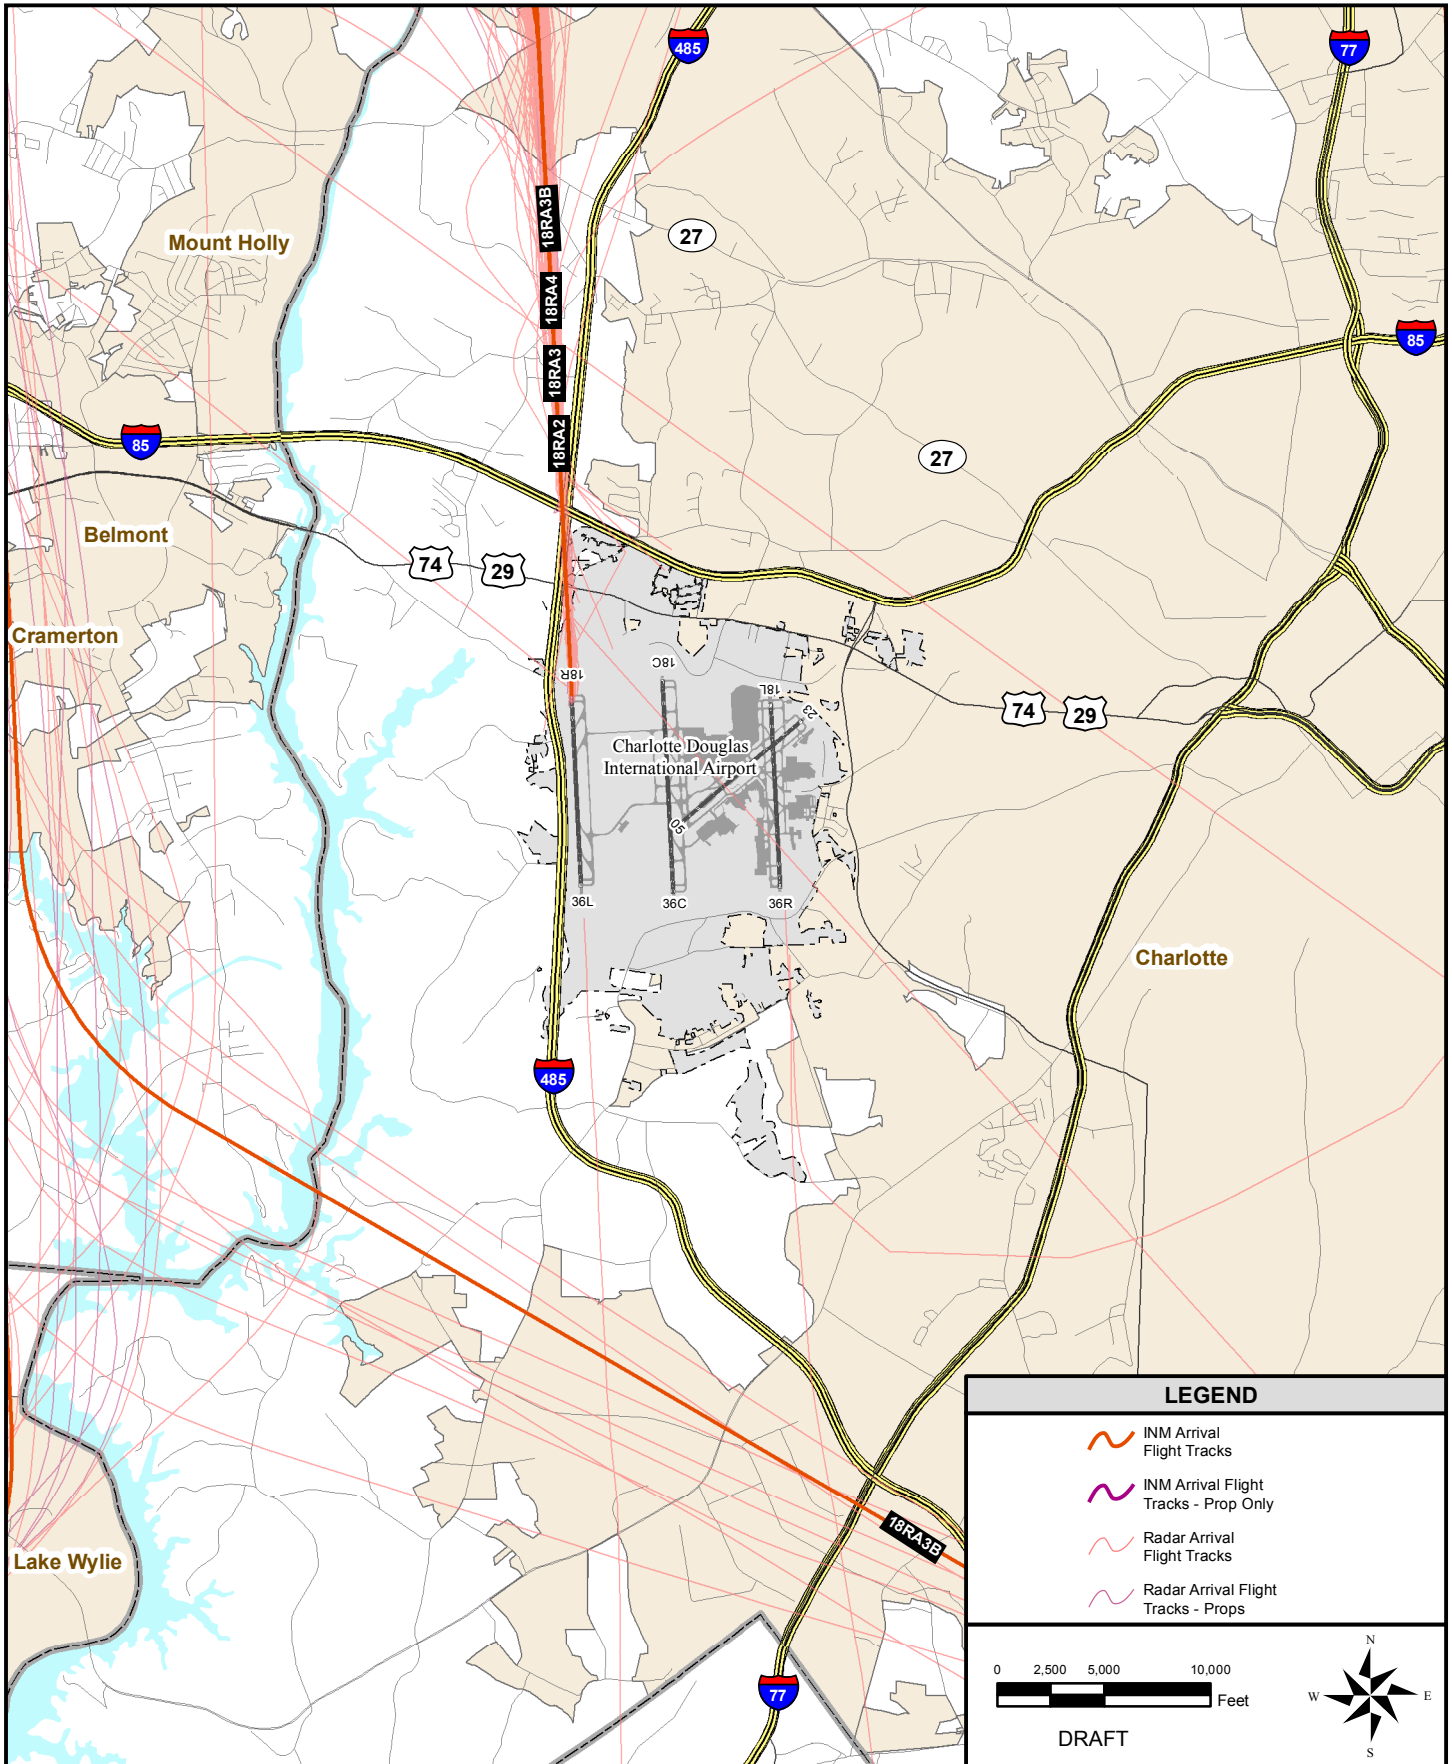 485
77
27
Mount Holly
18RA3B
18RA4
18RA3
18RA2
85
85
27
Belmont
74
29
Cramerton
18R
18C
18L
23
74
29
Charlotte Douglas
International Airport
05
36L
36C
36R
Charlotte
485
18RA3B
Lake Wylie
77
LEGEND
INM Arrival
Flight Tracks
INM Arrival Flight
Tracks - Prop Only
Radar Arrival
Flight Tracks
Radar Arrival Flight
Tracks - Props
0 2,500 5,000 10,000
Feet
DRAFT
N
W E
S